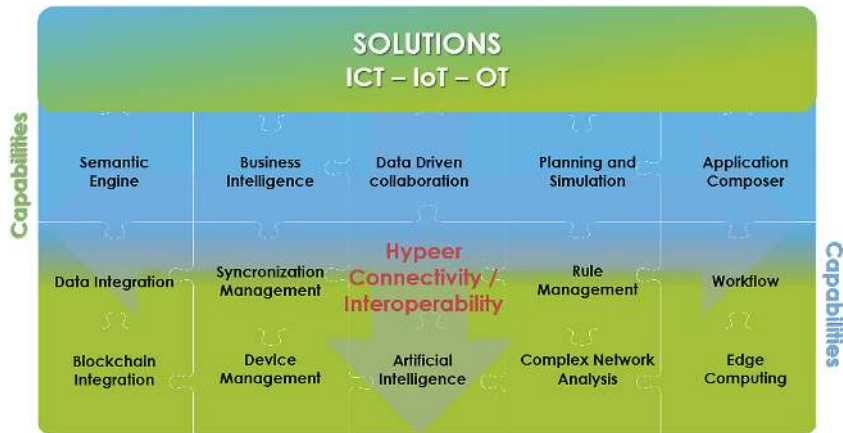 SOLUTIONS
ICT – IoT – OT
Capabilities
Semantic
Engine
Business
Intelligence
Data Driven
collaboration
Planning and
Simulation
Application
Composer
Data Integration
Syncronization
Management
Hypeer
Connectivity /
Interoperability
Rule
Management
Workflow
Capabilities
Blockchain
Integration
Device
Management
Artificial
Intelligence
Complex Network
Analysis
Edge
Computing